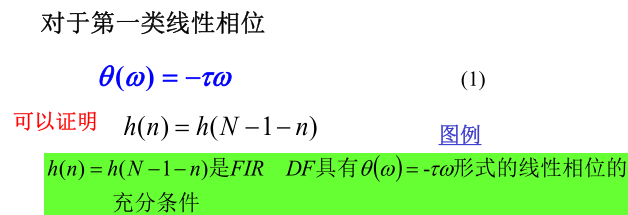 对于第一类线性相位
θ(ω) = −τω (1)
可以证明 h(n) = h(N −1− n)
图例
h(n) = h(N −1− n)是FIR DF具有θ(ω) = -τω形式的线性相位的
充分条件